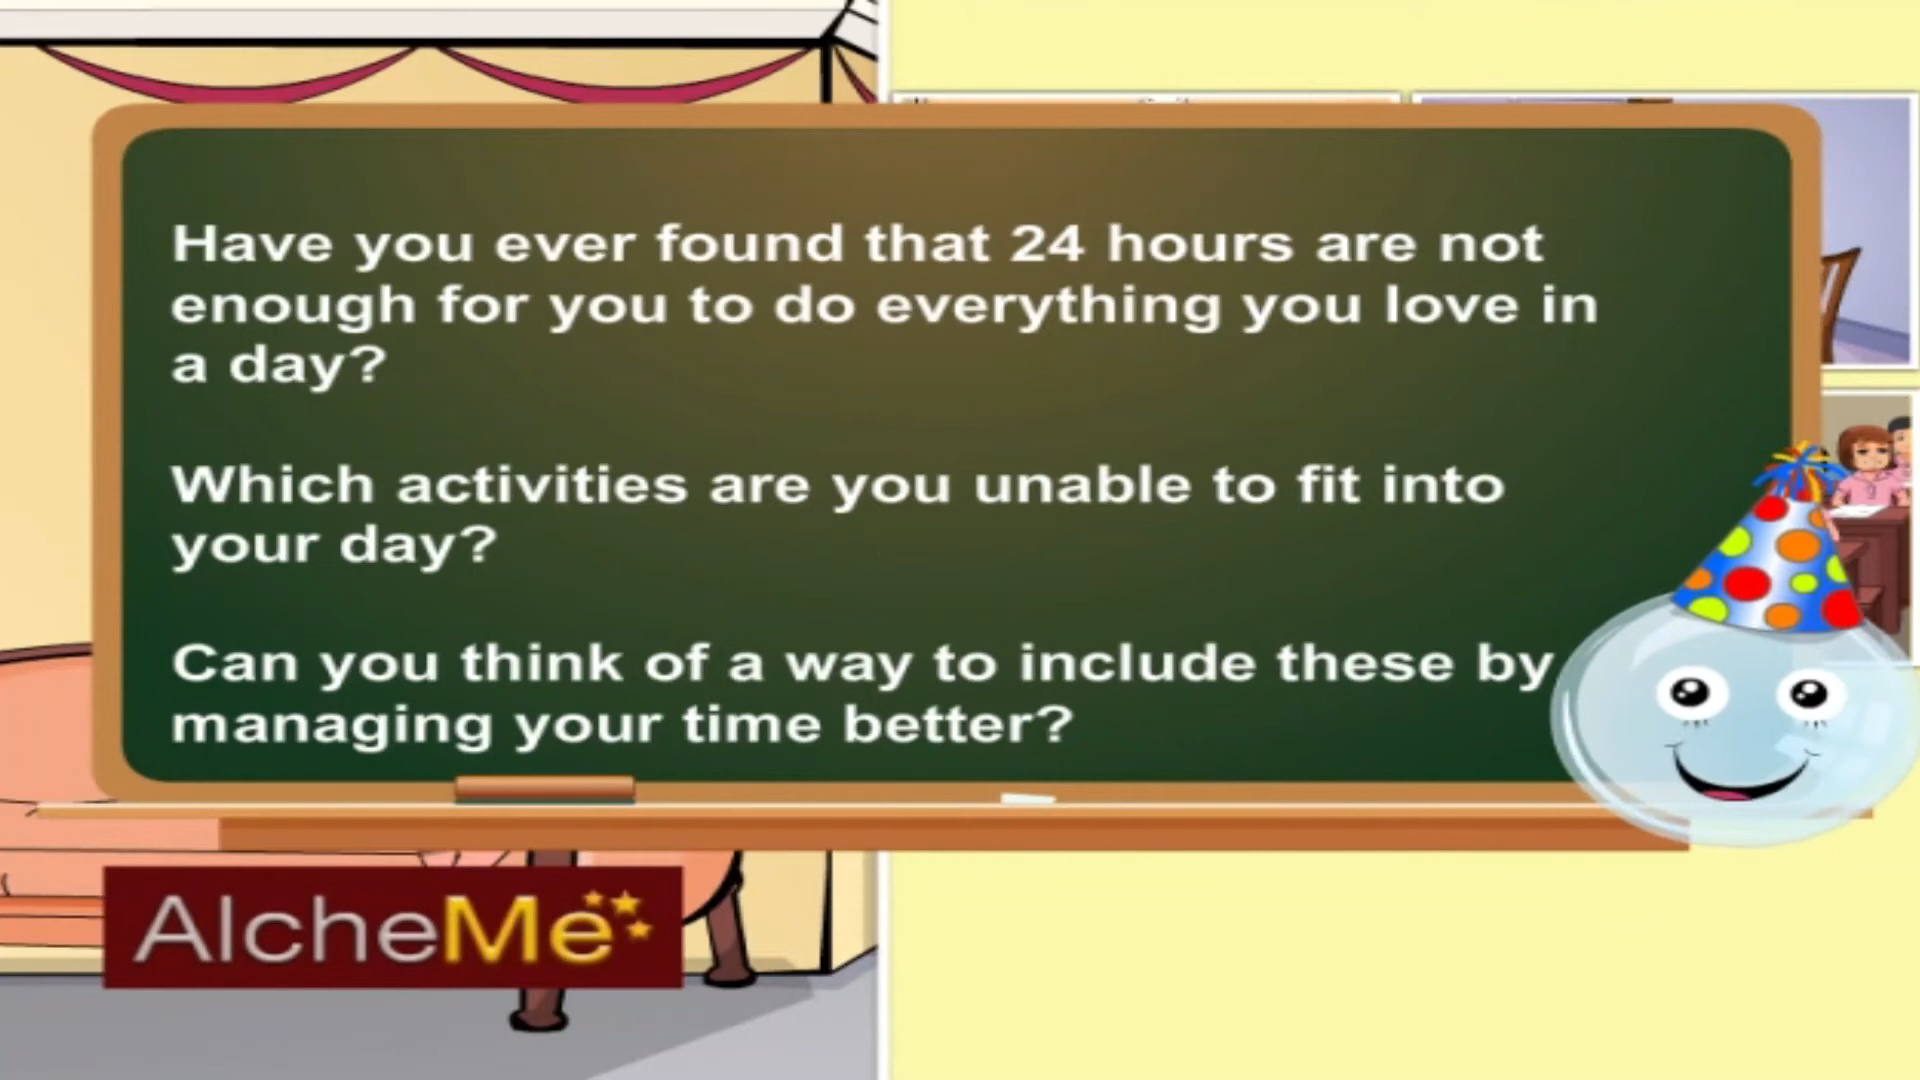 Have you ever found that 24 hours are not
enough for you to do everything you love in
a day?
Which activities are you unable to fit into
your day?
Can you think of a way to include these by
managing your time better?
AlcheMe